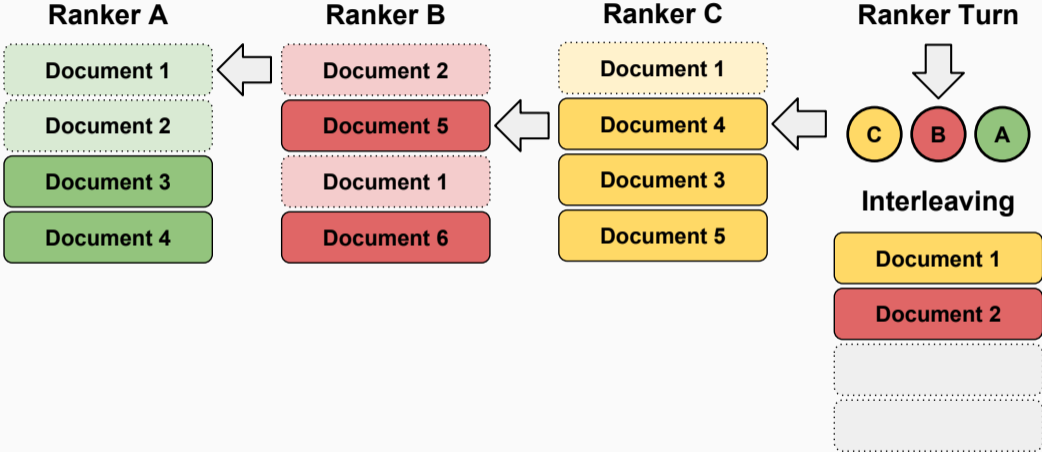 Ranker A
Document 1
Document 2
Document 3
Document 4
Ranker B
Document 2
Document 5
Document 1
Document 6
Ranker C
Document 1
Document 4
Document 3
Document 5
Ranker Turn
C B A
Interleaving
Document 1
Document 2